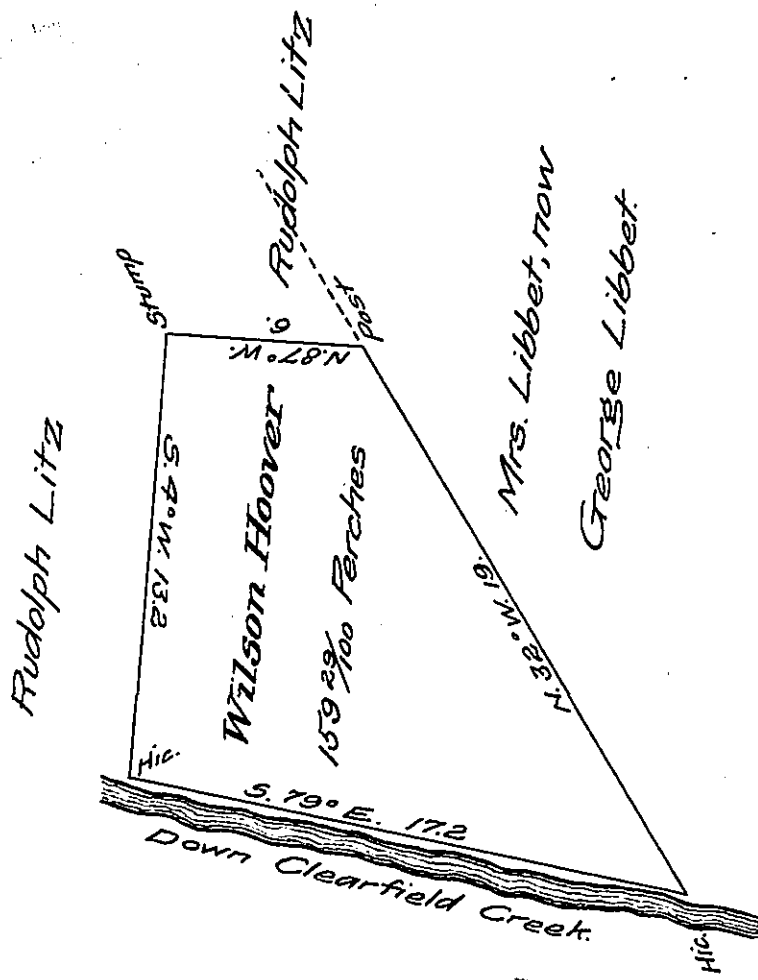 Rudolph Litz
Stump
Rudolph Litz
S. 4° W. 13.2
N. 87° W.
6.
Post
Wilson Hoover
159 29/100 Perches
Mrs. Libbet, now
George Libbet.
N. 32° W. 19.
Hic.
S. 79° E. 17.2
Down Clearfield Creek.
Hic.